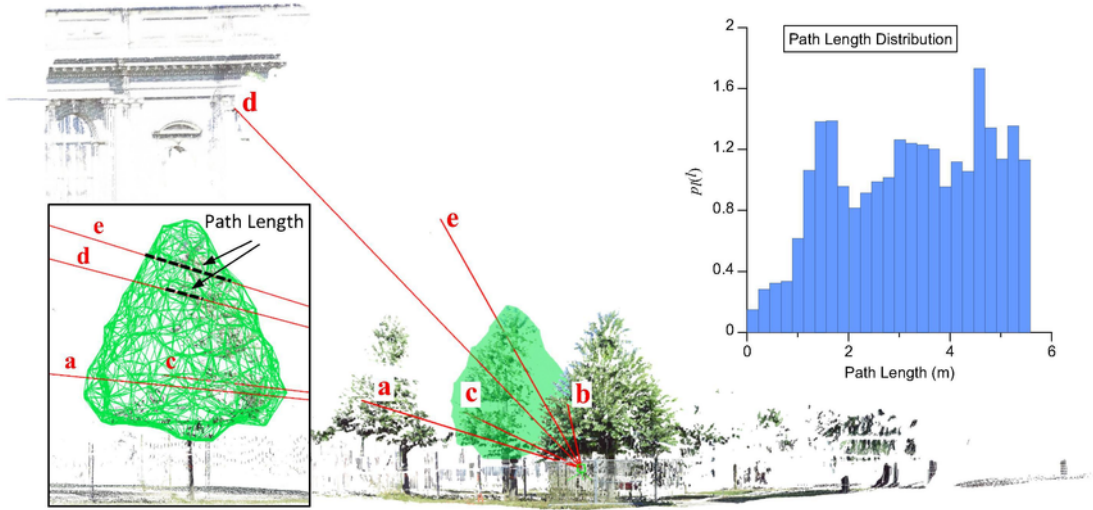 d
e
a
c
b
Path Length
e
d
a
c
Path Length Distribution
2
1.6
1.2
0.8
0.4
0
p_l(l)
0
2
4
6
Path Length (m)